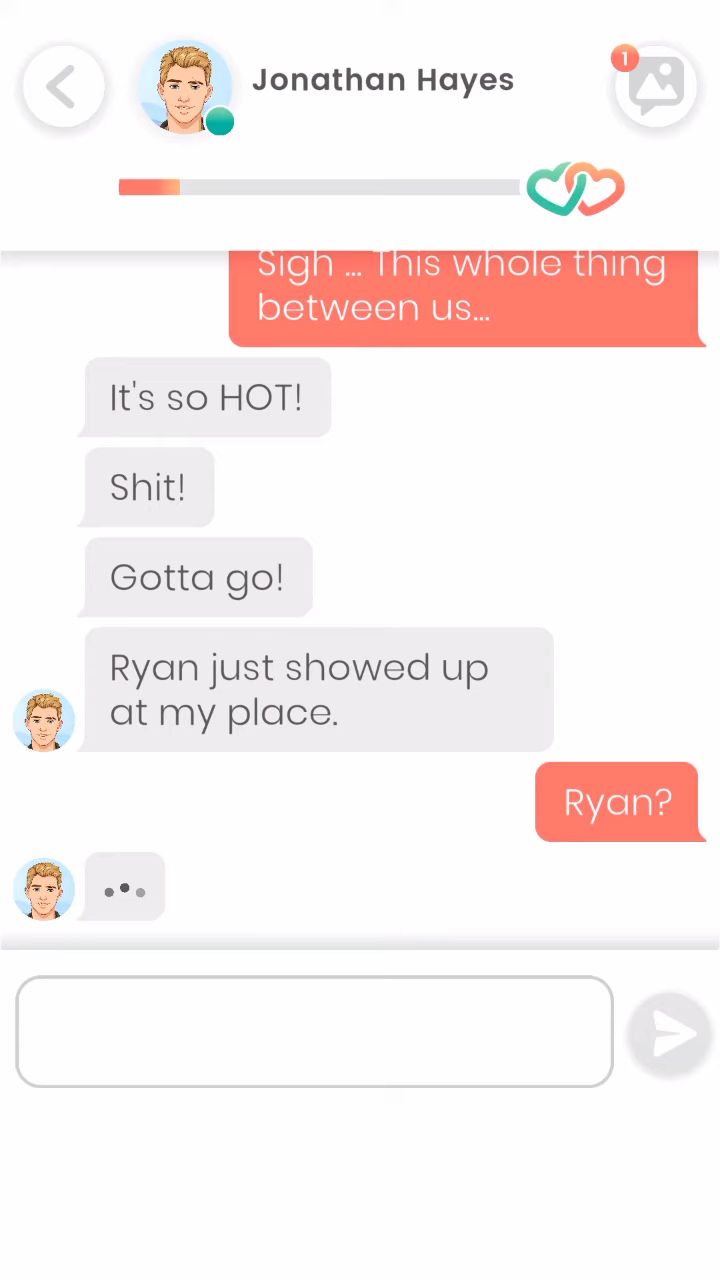 Jonathan Hayes
1
Sigh ... This whole thing
between us...
It's so HOT!
Shit!
Gotta go!
Ryan just showed up
at my place.
Ryan?